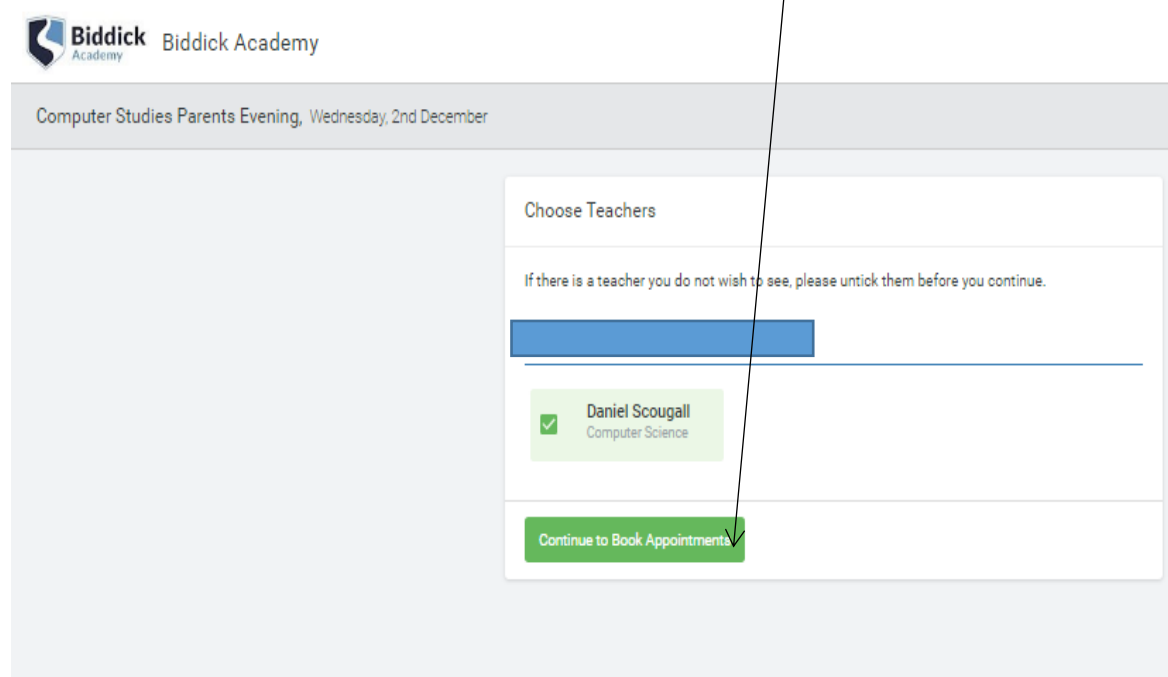 Biddick
Academy
Biddick Academy
Computer Studies Parents Evening, Wednesday, 2nd December
Choose Teachers
If there is a teacher you do not wish to see, please untick them before you continue.
Daniel Scougall
Computer Science
Continue to Book Appointments